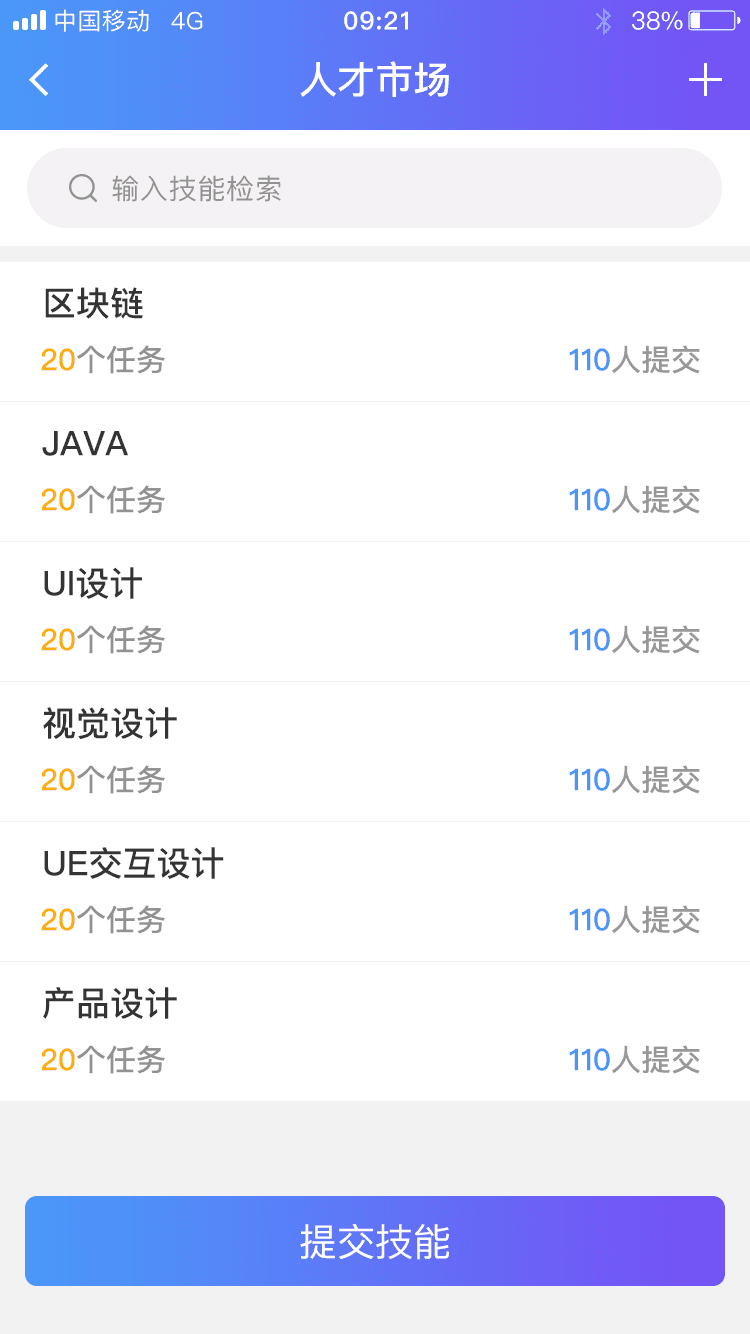 中国移动 4G 09:21 38%
人才市场
输入技能检索
区块链
20个任务 110人提交
JAVA
20个任务 110人提交
UI设计
20个任务 110人提交
视觉设计
20个任务 110人提交
UE交互设计
20个任务 110人提交
产品设计
20个任务 110人提交
提交技能